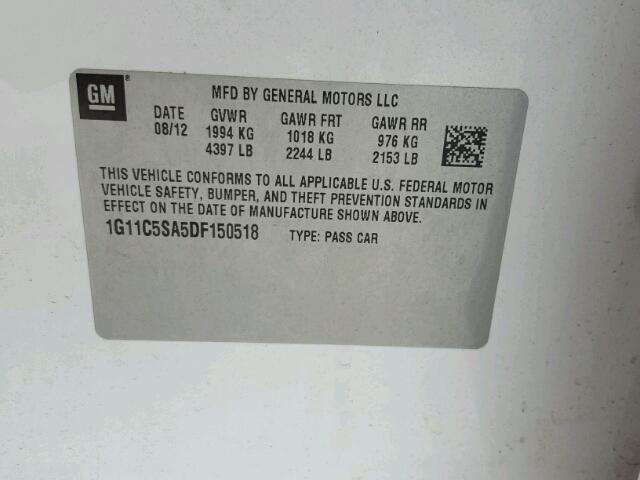 GM ®
MFD BY GENERAL MOTORS LLC
DATE GVWR GAWR FRT GAWR RR
08/12 1994 KG 1018 KG 976 KG
4397 LB 2244 LB 2153 LB
THIS VEHICLE CONFORMS TO ALL APPLICABLE U.S. FEDERAL MOTOR
VEHICLE SAFETY, BUMPER, AND THEFT PREVENTION STANDARDS IN
EFFECT ON THE DATE OF MANUFACTURE SHOWN ABOVE.
1G11C5SA5DF150518 TYPE: PASS CAR